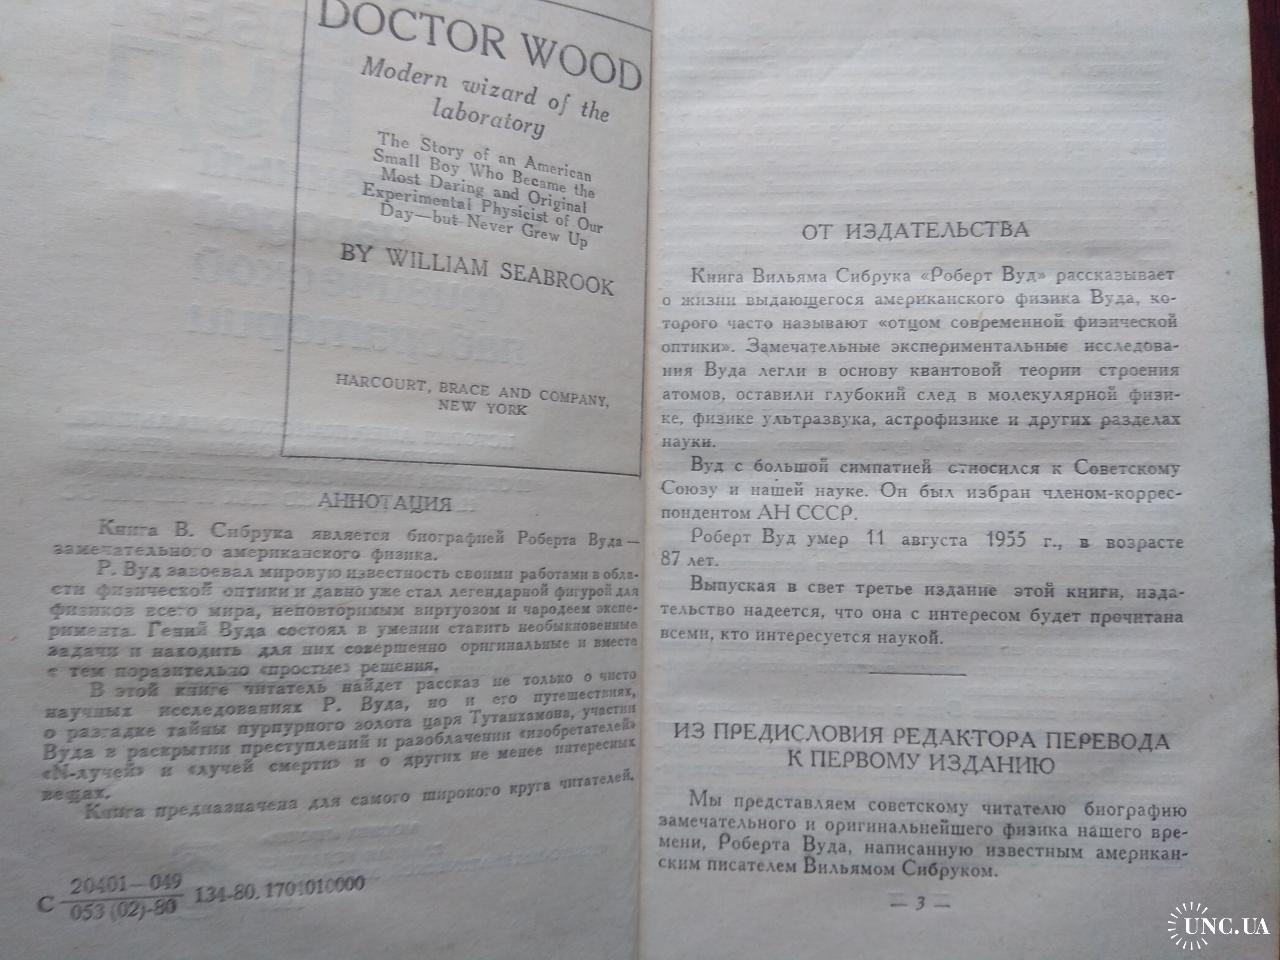 DOCTOR WOOD
Modern wizard of the
laboratory
The Story of an American
Small Boy Who Became the
Most Daring and Original
Experimental Physicist of Our
Day—but Never Grew Up
BY WILLIAM SEABROOK
HARCOURT, BRACE AND COMPANY,
NEW YORK
АННОТАЦИЯ
Книга В. Сибрука является биографией Роберта Вуда —
замечательного американского физика.
Р. Вуд завоевал мировую известность своими работами в обла-
сти физической оптики и давно уже стал легендарной фигурой для
физиков всего мира, неповторимым виртуозом и чародеем экспе-
римента. Гений Вуда состоял в умении ставить необыкновенные
задачи и находить для них совершенно оригинальные и вместе
с тем поразительно «простые» решения.
В этой книге читатель найдет рассказ не только о чисто
научных исследованиях Р. Вуда, но и его путешествиях,
о разгадке тайны пурпурного золота царя Тутанхамона, участии
Вуда в раскрытии преступлений и разоблачении «изобретателей»
«N-лучей» и «лучей смерти» и о других не менее интересных
вещах.
Книга предназначена для самого широкого круга читателей.
С 20401—049
053 (02)-80 134-80. 1701010000
ОТ ИЗДАТЕЛЬСТВА
Книга Вильяма Сибрука «Роберт Вуд» рассказывает
о жизни выдающегося американского физика Вуда, ко-
торого часто называют «отцом современной физической
оптики». Замечательные экспериментальные исследова-
ния Вуда легли в основу квантовой теории строения
атомов, оставили глубокий след в молекулярной физи-
ке, физике ультразвука, астрофизике и других разделах
науки.
Вуд с большой симпатией относился к Советскому
Союзу и нашей науке. Он был избран членом-коррес-
пондентом АН СССР.
Роберт Вуд умер 11 августа 1955 г., в возрасте
87 лет.
Выпуская в свет третье издание этой книги, изда-
тельство надеется, что она с интересом будет прочитана
всеми, кто интересуется наукой.
ИЗ ПРЕДИСЛОВИЯ РЕДАКТОРА ПЕРЕВОДА
К ПЕРВОМУ ИЗДАНИЮ
Мы представляем советскому читателю биографию
замечательного и оригинальнейшего физика нашего вре-
мени, Роберта Вуда, написанную известным американ-
ским писателем Вильямом Сибруком.
— 3 —
UNC.UA